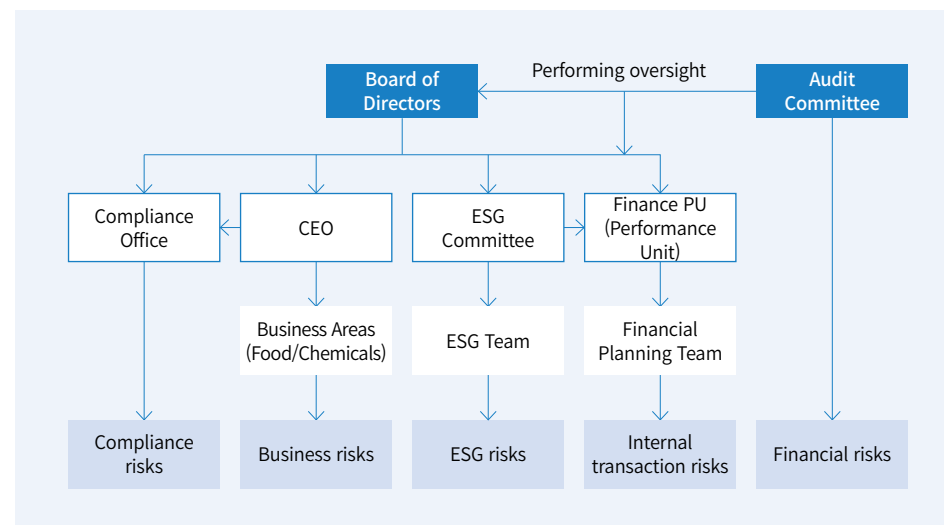 Board of
Directors
Performing oversight
Audit
Committee
Compliance
Office
CEO
ESG
Committee
Finance PU
(Performance
Unit)
Business Areas
(Food/Chemicals)
ESG Team
Financial
Planning Team
Compliance
risks
Business risks
ESG risks
Internal
transaction risks
Financial risks